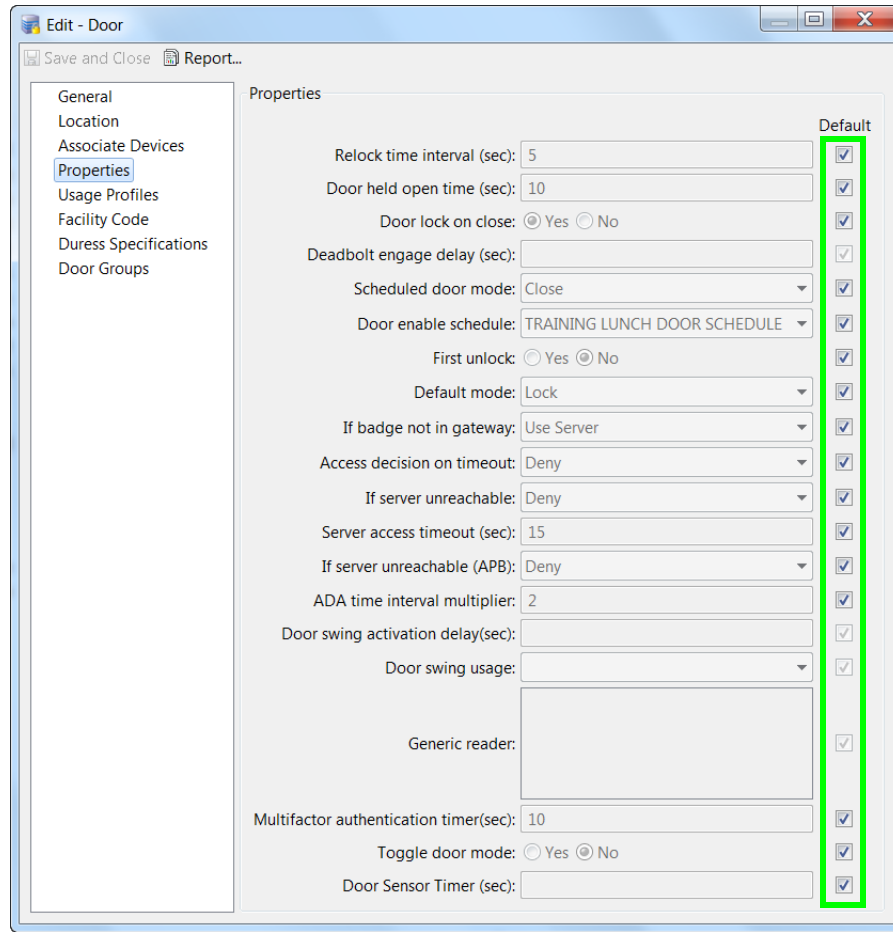 Edit - Door
Save and Close Report...
General
Location
Associate Devices
Properties
Usage Profiles
Facility Code
Duress Specifications
Door Groups
Properties
Default
Relock time interval (sec): 5
Door held open time (sec): 10
Door lock on close: Yes No
Deadbolt engage delay (sec):
Scheduled door mode: Close
Door enable schedule: TRAINING LUNCH DOOR SCHEDULE
First unlock: Yes No
Default mode: Lock
If badge not in gateway: Use Server
Access decision on timeout: Deny
If server unreachable: Deny
Server access timeout (sec): 15
If server unreachable (APB): Deny
ADA time interval multiplier: 2
Door swing activation delay(sec):
Door swing usage:
Generic reader:
Multifactor authentication timer(sec): 10
Toggle door mode: Yes No
Door Sensor Timer (sec):